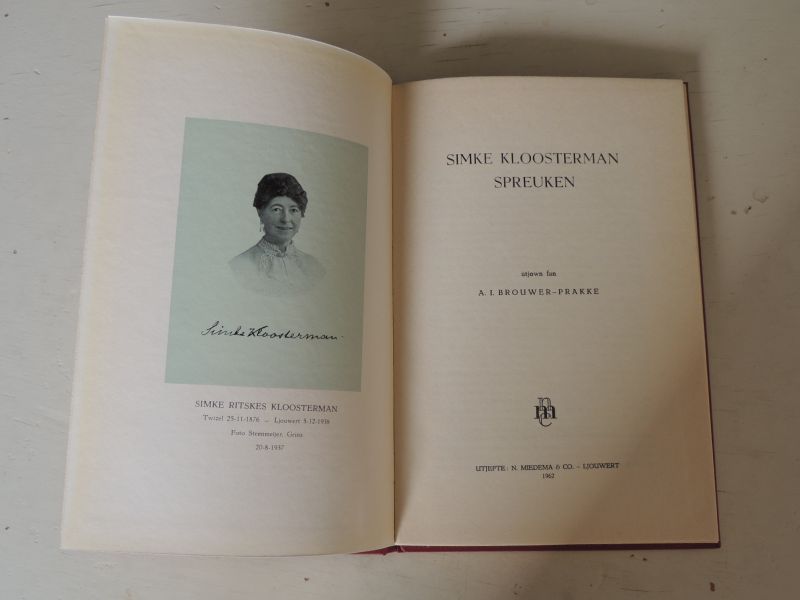 Simke Kloosterman
SIMKE RITSKES KLOOSTERMAN
Twizel 25-11-1876 – Ljouwert 5-12-1938
Foto Stemmeijer, Grins
20-8-1937
SIMKE KLOOSTERMAN
SPREUKEN
utjown fan
A. I. BROUWER-PRAKKE
UTJEFTE: N. MIEDEMA & CO. – LJOUWERT
1962